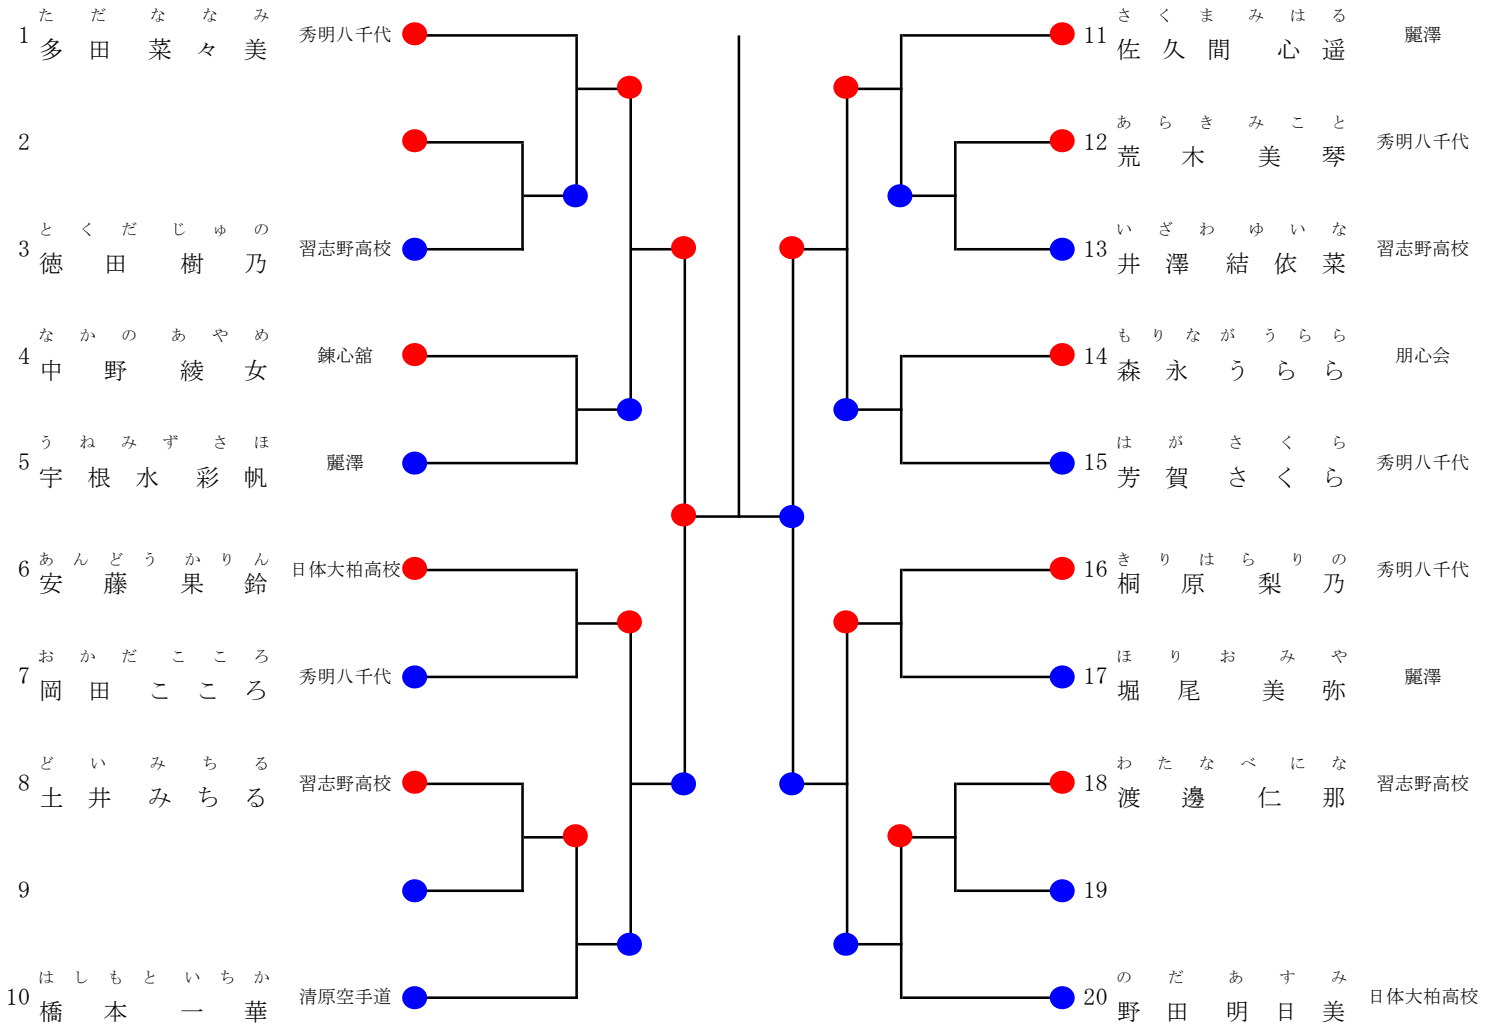 ただななみ
1 多田菜々美 秀明八千代
2
とくだじゅの
3 徳田樹乃 習志野高校
なかのあやめ
4 中野綾女 錬心舘
うねみずさほ
5 宇根水彩帆 麗澤
あんどうかりん
6 安藤果鈴 日体大柏高校
おかだこころ
7 岡田こころ 秀明八千代
どいみちる
8 土井みちる 習志野高校
9
はしもといちか
10 橋本一華 清原空手道
さくまみはる
11 佐久間心遥 麗澤
あらきみこと
12 荒木美琴 秀明八千代
いざわゆいな
13 井澤結依菜 習志野高校
もりながうらら
14 森永うらら 朋心会
はがさくら
15 芳賀さくら 秀明八千代
きりはらりの
16 桐原梨乃 秀明八千代
ほりおみや
17 堀尾美弥 麗澤
わたなべにな
18 渡邊仁那 習志野高校
19
のだあすみ
20 野田明日美 日体大柏高校